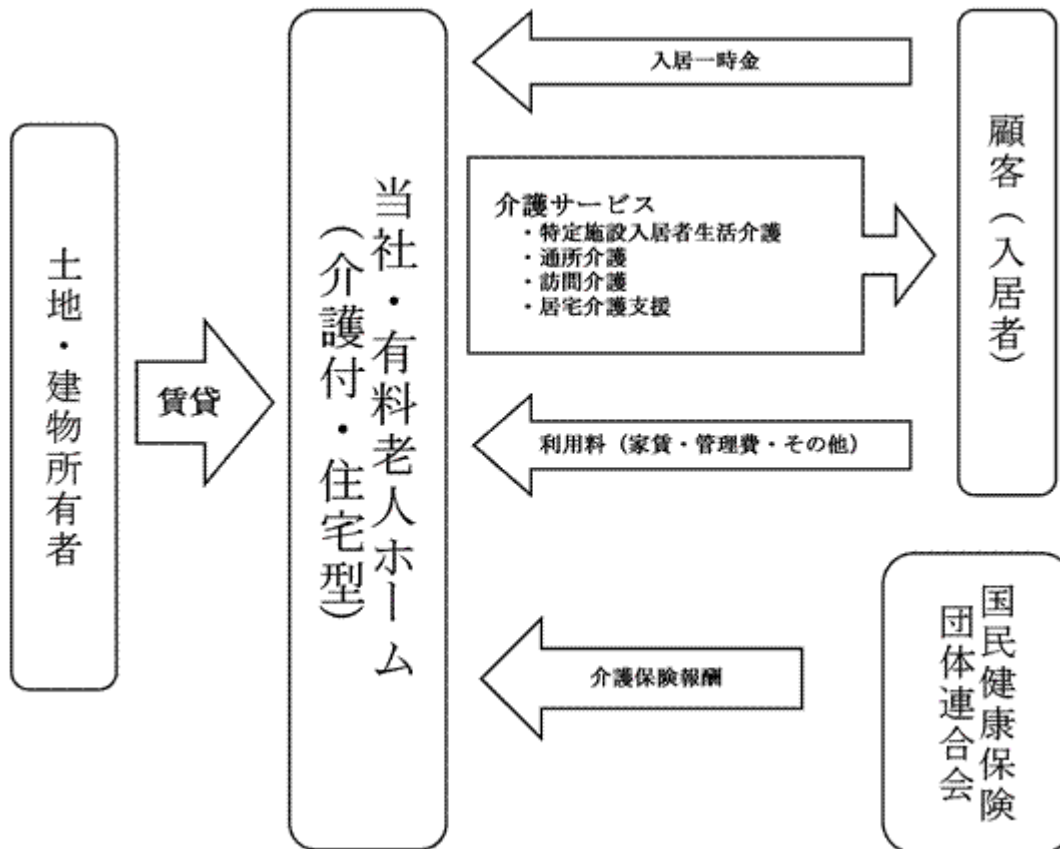 土地・建物所有者
賃貸
当社・有料老人ホーム
(介護付・住宅型)
入居一時金
介護サービス
・特定施設入居者生活介護
・通所介護
・訪問介護
・居宅介護支援
利用料（家賃・管理費・その他）
介護保険報酬
顧客（入居者）
国民健康保険
団体連合会